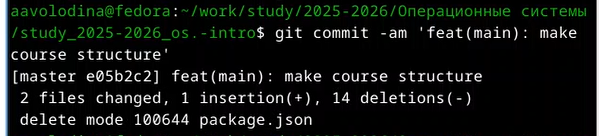 aavolodina@fedora:~/work/study/2025-2026/Операционные системы
/study_2025-2026_os.-intro$ git commit -am 'feat(main): make
course structure'
[master e05b2c2] feat(main): make course structure
 2 files changed, 1 insertion(+), 14 deletions(-)
 delete mode 100644 package.json